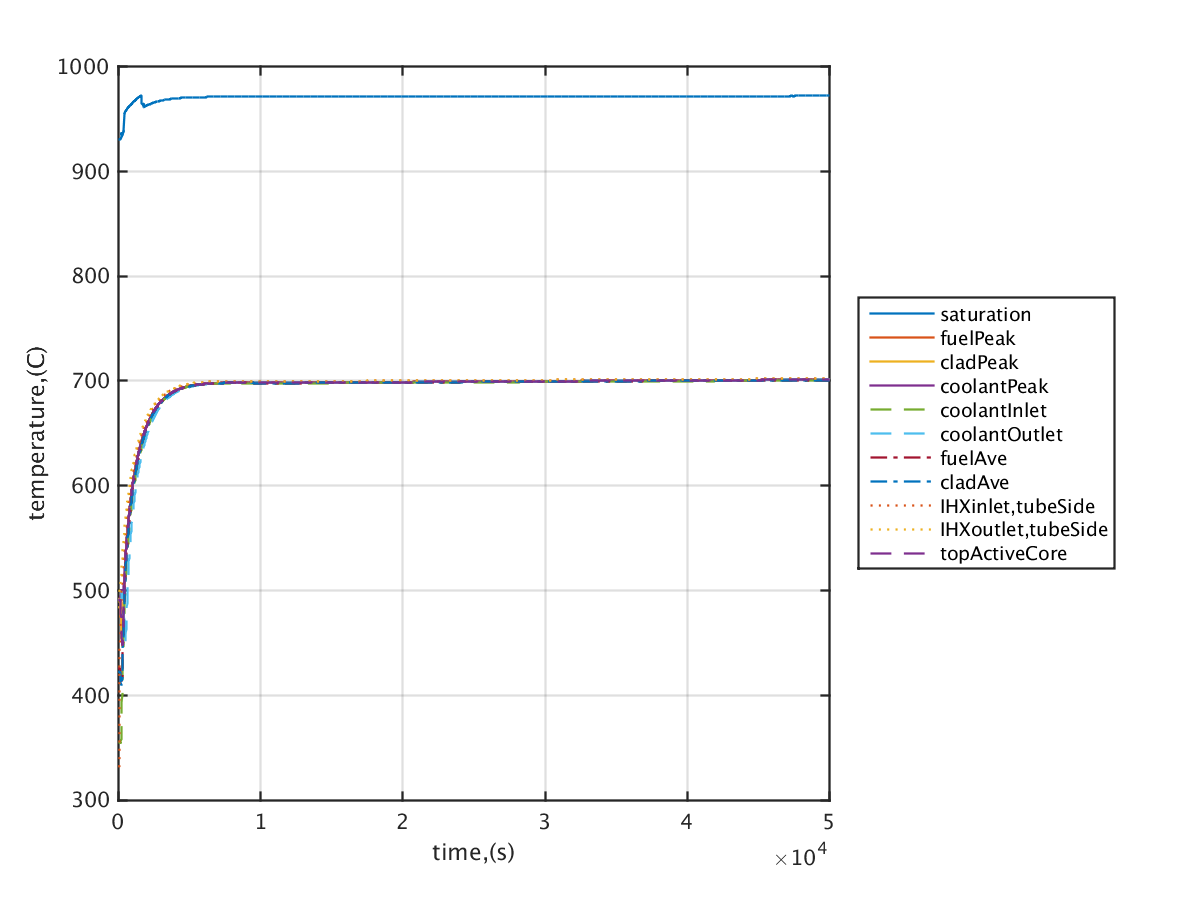 1000
900
800
700
600
500
400
300
temperature,(C)
0 1 2 3 4 5
time,(s)
×10^4
saturation
fuelPeak
cladPeak
coolantPeak
coolantInlet
coolantOutlet
fuelAve
cladAve
IHXinlet,tubeSide
IHXoutlet,tubeSide
topActiveCore